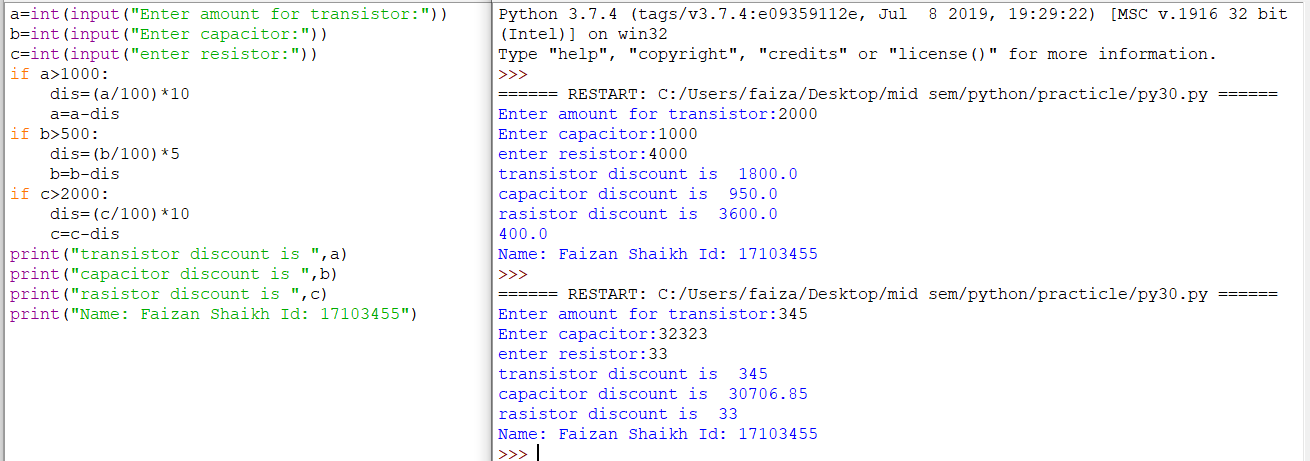 a=int(input("Enter amount for transistor:"))
b=int(input("Enter capacitor:"))
c=int(input("enter resistor:"))
if a>1000:
    dis=(a/100)*10
    a=a-dis
if b>500:
    dis=(b/100)*5
    b=b-dis
if c>2000:
    dis=(c/100)*10
    c=c-dis
print("transistor discount is ",a)
print("capacitor discount is ",b)
print("rasistor discount is ",c)
print("Name: Faizan Shaikh Id: 17103455")
Python 3.7.4 (tags/v3.7.4:e09359112e, Jul  8 2019, 19:29:22) [MSC v.1916 32 bit
(Intel)] on win32
Type "help", "copyright", "credits" or "license()" for more information.
>>>
====== RESTART: C:/Users/faiza/Desktop/mid sem/python/practicle/py30.py ======
Enter amount for transistor:2000
Enter capacitor:1000
enter resistor:4000
transistor discount is  1800.0
capacitor discount is  950.0
rasistor discount is  3600.0
400.0
Name: Faizan Shaikh Id: 17103455
>>>
====== RESTART: C:/Users/faiza/Desktop/mid sem/python/practicle/py30.py ======
Enter amount for transistor:345
Enter capacitor:32323
enter resistor:33
transistor discount is  345
capacitor discount is  30706.85
rasistor discount is  33
Name: Faizan Shaikh Id: 17103455
>>>